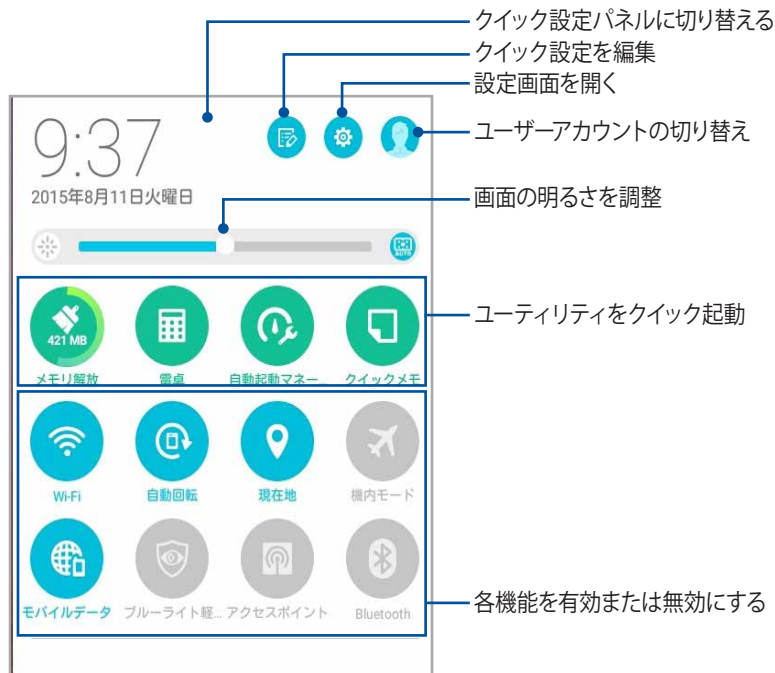 クイック設定パネルに切り替える
クイック設定を編集
設定画面を開く
9:37
ユーザーアカウントの切り替え
2015年8月11日火曜日
画面の明るさを調整
AUTO
ユーティリティをクイック起動
421 MB
メモリ解放 電卓 自動起動マネー... クイックメモ
Wi-Fi 自動回転 現在地 機内モード
モバイルデータ ブルーライト軽... アクセスポイント Bluetooth
各機能を有効または無効にする